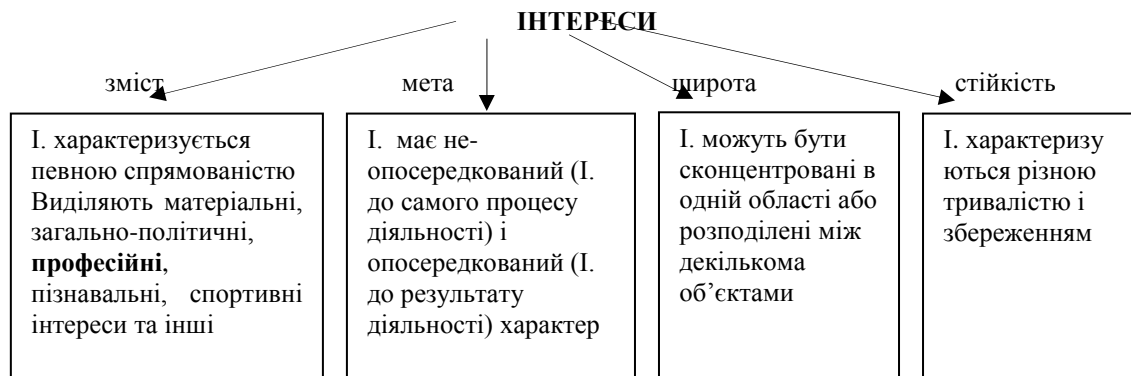 ІНТЕРЕСИ
зміст
мета
широта
стійкість
І. характеризується
певною спрямованістю
Виділяють матеріальні,
загально-політичні,
професійні,
пізнавальні, спортивні
інтереси та інші
І. має не-
опосередкований (І.
до самого процесу
діяльності) і
опосередкований (І.
до результату
діяльності) характер
І. можуть бути
сконцентровані в
одній області або
розподілені між
декількома
об’єктами
І. характеризу
ються різною
тривалістю і
збереженням